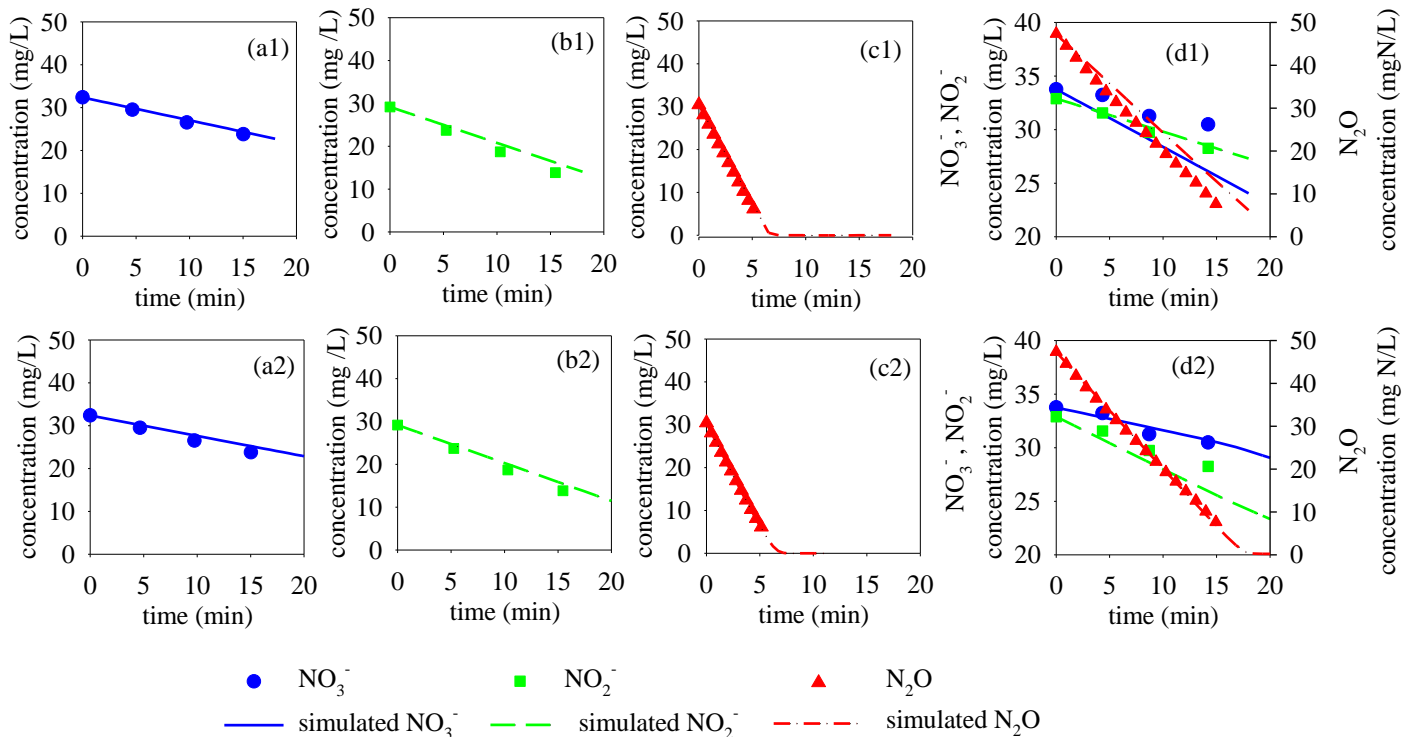 concentration (mg/L)
50
40
30
20
10
0
(a1)
0 5 10 15 20
time (min)
concentration (mg/L)
50
40
30
20
10
0
(b1)
0 5 10 15 20
time (min)
concentration (mg/L)
50
40
30
20
10
0
(c1)
0 5 10 15 20
time (min)
NO₃⁻, NO₂⁻
concentration (mg/L)
40
35
30
25
20
(d1)
50
40
30
20
10
0
N₂O
concentration (mgN/L)
0 5 10 15 20
time (min)
concentration (mg/L)
50
40
30
20
10
0
(a2)
0 5 10 15 20
time (min)
concentration (mg /L)
50
40
30
20
10
0
(b2)
0 5 10 15 20
time (min)
concentration (mg/L)
50
40
30
20
10
0
(c2)
0 5 10 15 20
time (min)
NO₃⁻, NO₂⁻
concentration (mg/L)
40
35
30
25
20
(d2)
50
40
30
20
10
0
N₂O
concentration (mg N/L)
0 5 10 15 20
time (min)
NO₃⁻ NO₂⁻ N₂O
simulated NO₃⁻ simulated NO₂⁻ simulated N₂O